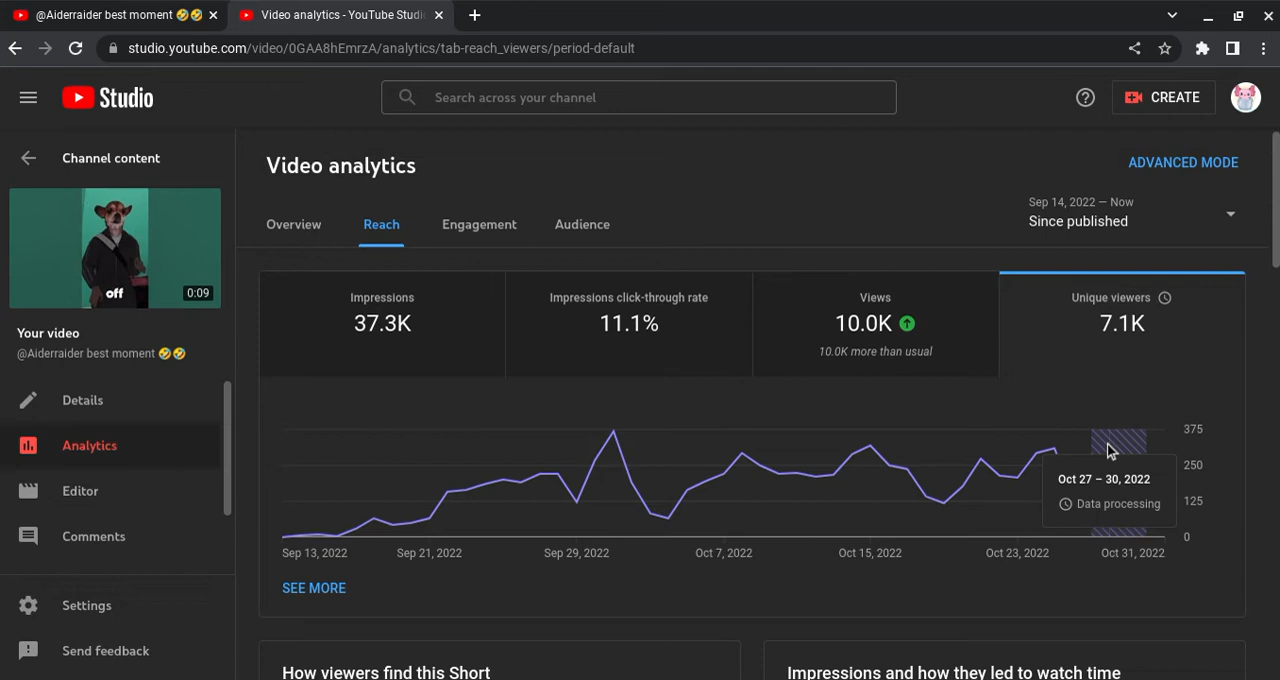 @Aiderraider best moment 🤣🤣
Video analytics - YouTube Studio
studio.youtube.com/video/0GAA8hEmrzA/analytics/tab-reach_viewers/period-default
Studio
Search across your channel
CREATE
Channel content
off
0:09
Your video
@Aiderraider best moment 🤣🤣
Details
Analytics
Editor
Comments
Settings
Send feedback
Video analytics
ADVANCED MODE
Overview
Reach
Engagement
Audience
Sep 14, 2022 — Now
Since published
Impressions
37.3K
Impressions click-through rate
11.1%
Views
10.0K
10.0K more than usual
Unique viewers
7.1K
375
250
125
0
Oct 27 – 30, 2022
Data processing
Sep 13, 2022
Sep 21, 2022
Sep 29, 2022
Oct 7, 2022
Oct 15, 2022
Oct 23, 2022
Oct 31, 2022
SEE MORE
How viewers find this Short
Impressions and how they led to watch time